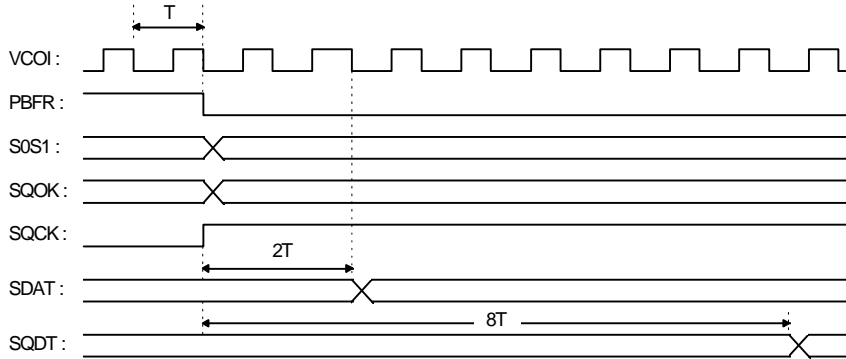 T
VCOI :
PBFR :
S0S1 :
SQOK :
SQCK :
2T
SDAT :
8T
SQDT :